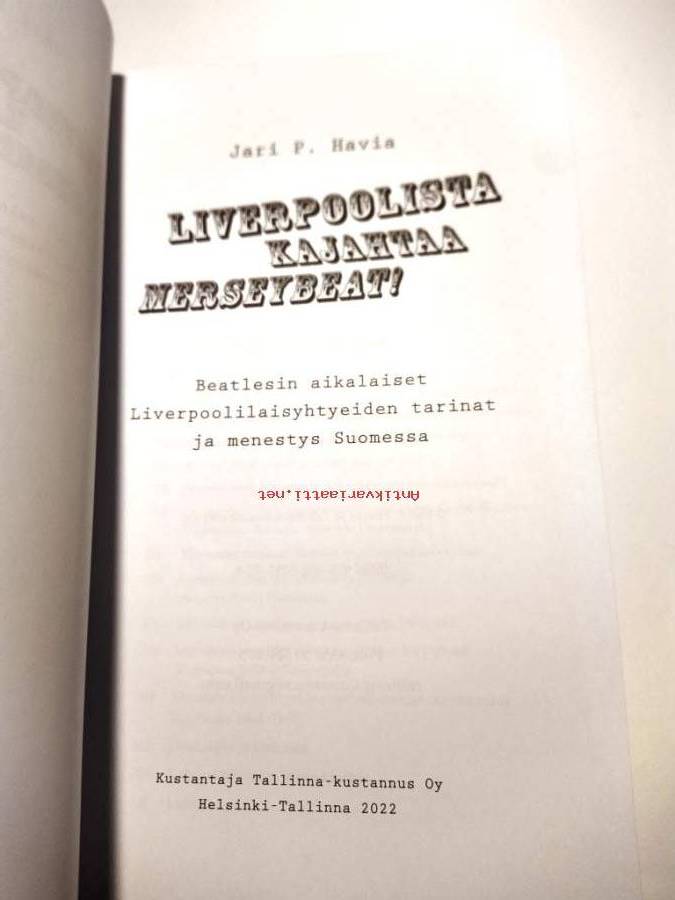 Jari P. Havia
LIVERPOOLISTA
KAJAHTAA
MERSEYBEAT!
Beatlesin aikalaiset
Liverpoolilaisyhtyeiden tarinat
ja menestys Suomessa
Antikvariaatti.net
Kustantaja Tallinna-kustannus Oy
Helsinki-Tallinna 2022